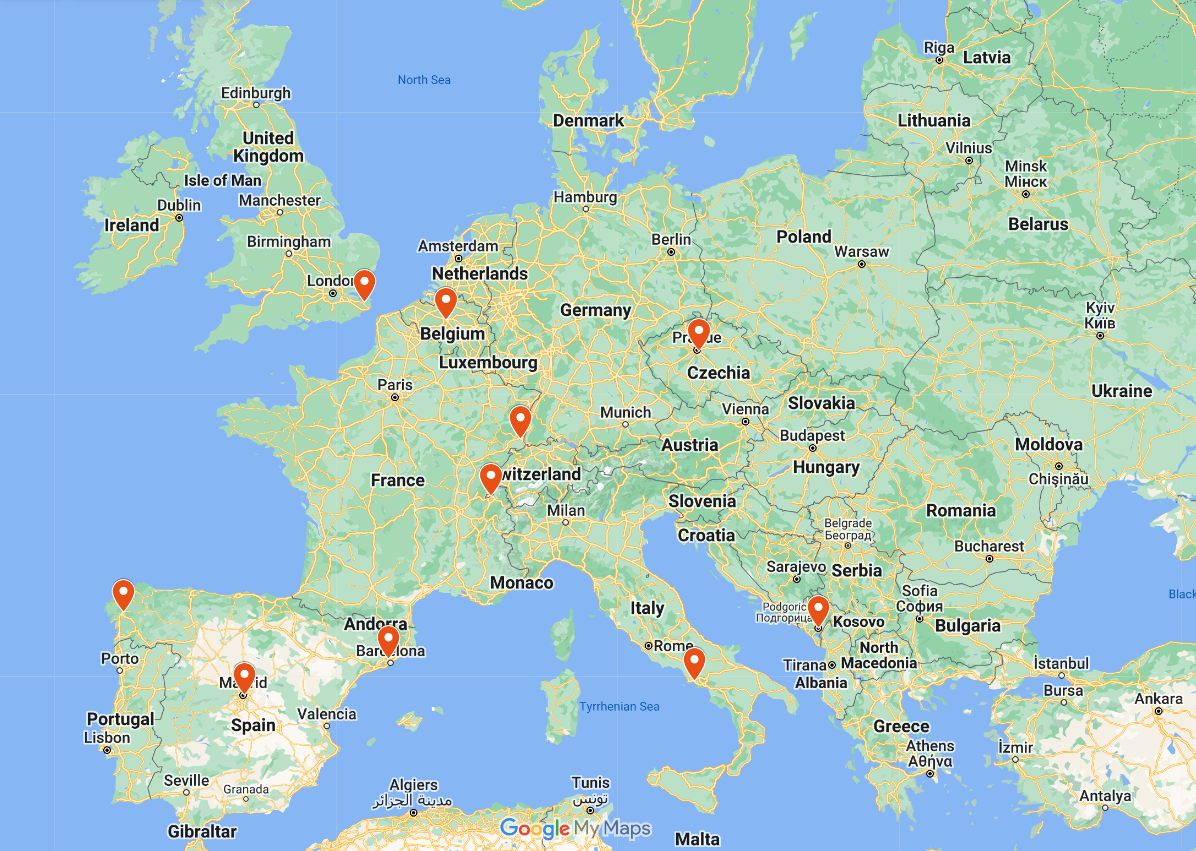 Riga
Latvia
North Sea
Edinburgh
Denmark
Lithuania
United
Kingdom
Vilnius
Minsk
Мінск
Isle of Man
Hamburg
Manchester
Dublin
Ireland
Belarus
Birmingham
Amsterdam
Berlin
Poland
Warsaw
Netherlands
London
Germany
Kyiv
Київ
Belgium
Prague
Luxembourg
Czechia
Paris
Ukraine
Slovakia
Munich
Vienna
Budapest
Austria
Moldova
Hungary
Switzerland
France
Chișinău
Slovenia
Milan
Romania
Belgrade
Београд
Croatia
Bucharest
Sarajevo
Serbia
Monaco
Sofia
София
Black
Italy
Podgorica
Подгорица
Kosovo
Andorra
Bulgaria
Rome
Barcelona
North
Macedonia
Porto
Tirana
İstanbul
Madrid
Albania
Bursa
Ankara
Tyrrhenian Sea
Valencia
Portugal
Spain
Greece
Lisbon
Athens
Αθήνα
İzmir
Seville
Algiers
مدينة الجزائر
Tunis
تونس
Granada
Antalya
Gibraltar
Google My Maps
Malta